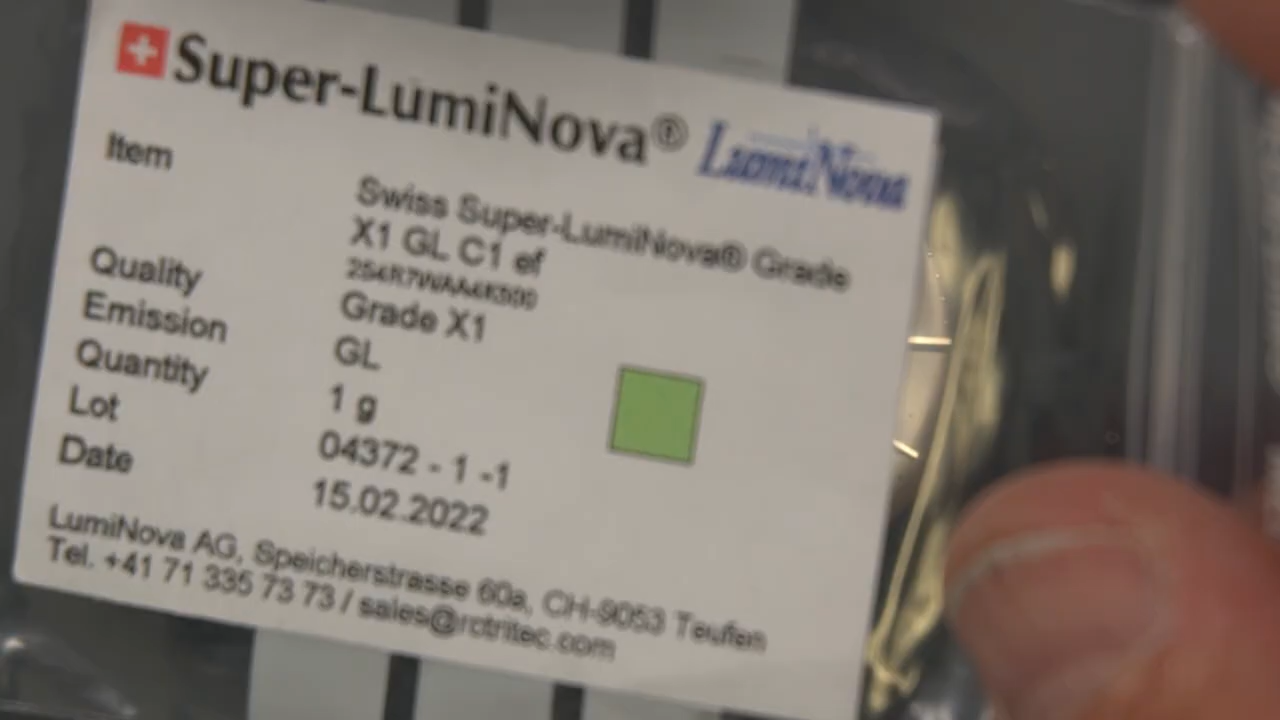 Super-LumiNova®
LumiNova
Item
Swiss Super-LumiNova® Grade
X1 GL C1 ef
Quality Grade X1
Emission GL
Quantity 1 g
Lot 04372 - 1 -1
Date 15.02.2022
LumiNova AG, Speicherstrasse 60a, CH-9053 Teufen
Tel. +41 71 335 73 73 / sales@rctritec.com